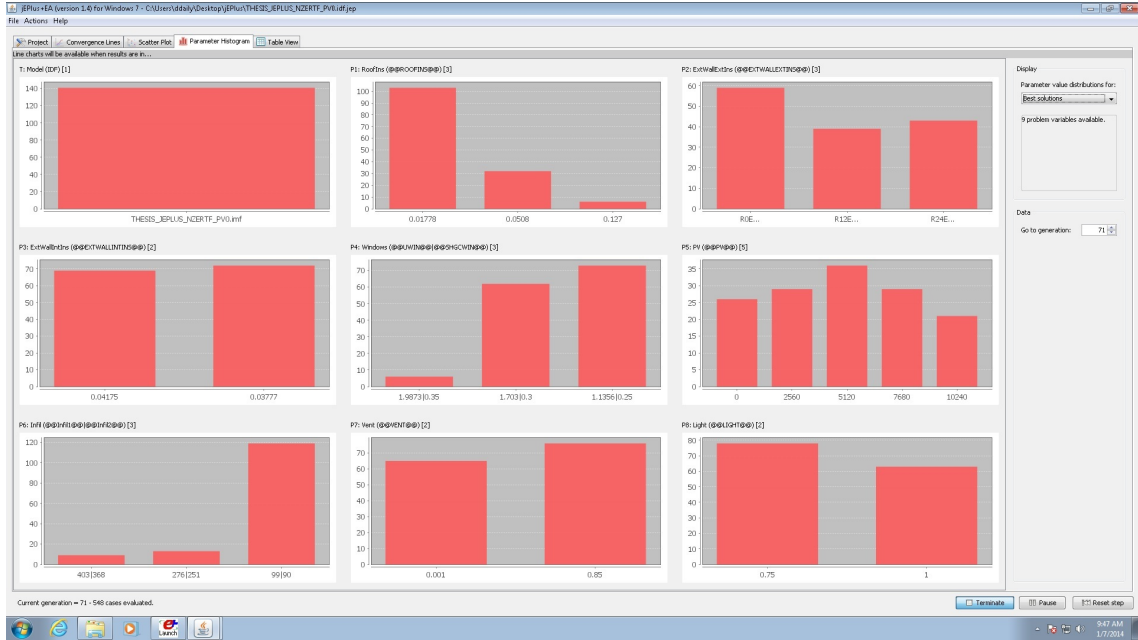 jEPlus+EA (version 1.4) for Windows 7 - C:\Users\ddaily\Desktop\jEPlus\THESIS_JEPLUS_NZERTF_PV0.idf.jep
File Actions Help
Project Convergence Lines Scatter Plot Parameter Histogram Table View
Line charts will be available when results are in...
T: Model (IDF) [1]
140
120
100
80
60
40
20
0
THESIS_JEPLUS_NZERTF_PV0.imf
P1: RoofIns (@@ROOFINS@@) [3]
100
90
80
70
60
50
40
30
20
10
0
0.01778 0.0508 0.127
P2: ExtWallExtIns (@@EXTWALLEXTINS@@) [3]
60
50
40
30
20
10
0
R0E... R12E... R24E...
P3: ExtWallIntIns (@@EXTWALLINTINS@@) [2]
70
60
50
40
30
20
10
0
0.04175 0.03777
P4: Windows (@@UWIN@@|@@SHGCWIN@@) [3]
70
60
50
40
30
20
10
0
1.9873|0.35 1.703|0.3 1.1356|0.25
P5: PV (@@PV@@) [5]
35
30
25
20
15
10
5
0
0 2560 5120 7680 10240
P6: Infil (@@Infil1@@|@@Infil2@@) [3]
120
100
80
60
40
20
0
403|368 276|251 99|90
P7: Vent (@@VENT@@) [2]
70
60
50
40
30
20
10
0
0.001 0.85
P8: Light (@@LIGHT@@) [2]
80
70
60
50
40
30
20
10
0
0.75 1
Display
Parameter value distributions for:
Best solutions
9 problem variables available.
Data
Go to generation: 71
Current generation = 71 - 548 cases evaluated.
Terminate Pause Reset step
Launch
9:47 AM
1/7/2014